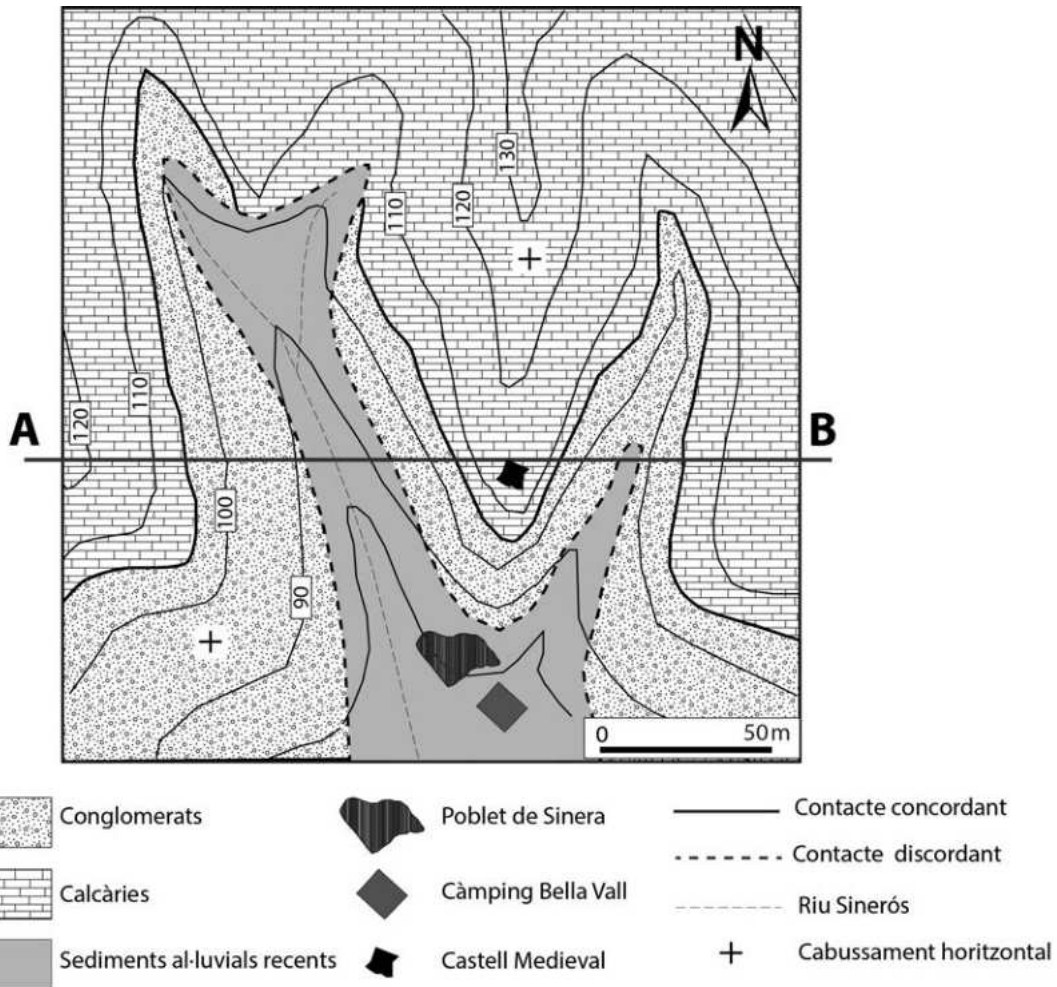 N
130
110
120
110
120
A
B
100
90
0 50 m
Conglomerats
Poblet de Sinera
Contacte concordant
Contacte discordant
Calcàries
Càmping Bella Vall
Riu Sinerós
Sediments al·luvials recents
Castell Medieval
Cabussament horitzontal